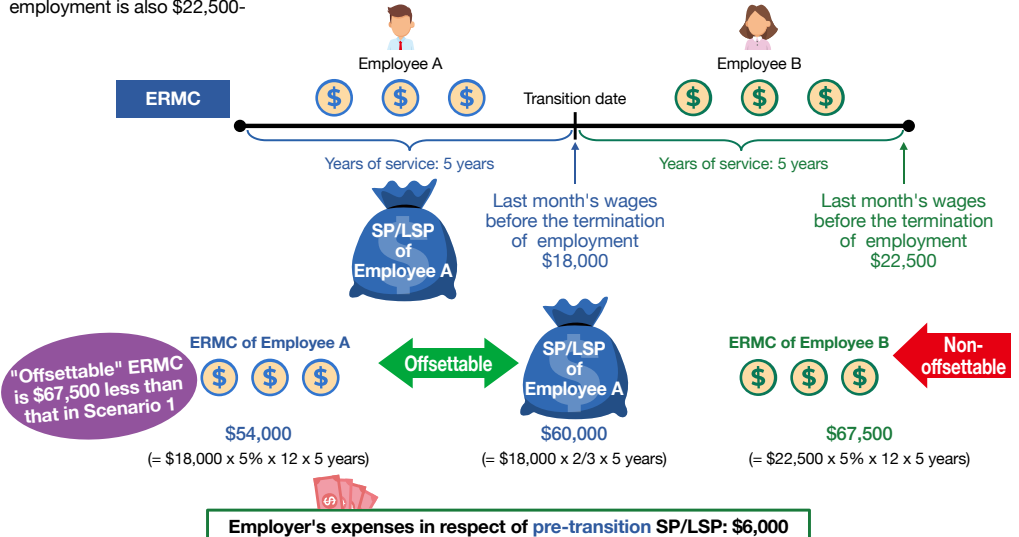 employment is also $22,500-
Employee A
Employee B
ERMC
$ $ $
Transition date
$ $ $
Years of service: 5 years
Years of service: 5 years
$
SP/LSP
of
Employee A
Last month's wages
before the termination
of employment
$18,000
Last month's wages
before the termination
of employment
$22,500
"Offsettable" ERMC
is $67,500 less than
that in Scenario 1
ERMC of Employee A
$ $ $
Offsettable
$
SP/LSP
of
Employee A
ERMC of Employee B
$ $ $
Non-
offsettable
$54,000
$60,000
$67,500
(= $18,000 x 5% x 12 x 5 years)
(= $18,000 x 2/3 x 5 years)
(= $22,500 x 5% x 12 x 5 years)
$
Employer's expenses in respect of pre-transition SP/LSP: $6,000